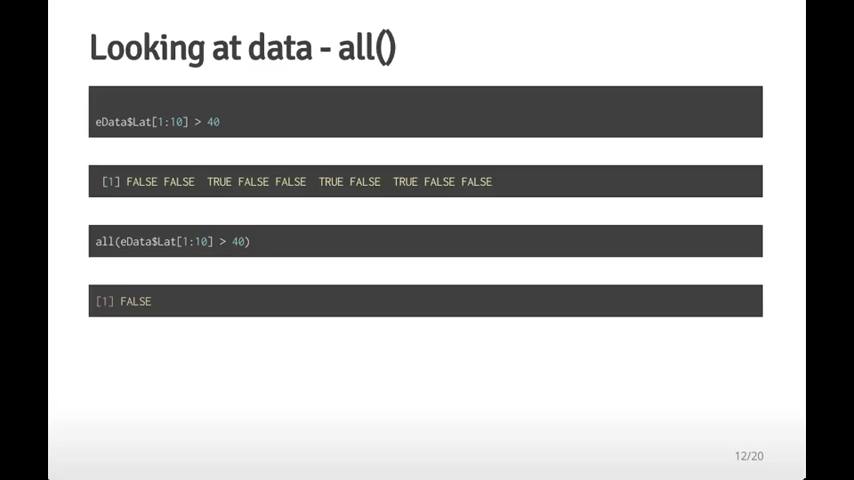 Looking at data - all()
eData$Lat[1:10] > 40
[1] FALSE FALSE  TRUE FALSE FALSE  TRUE FALSE  TRUE FALSE FALSE
all(eData$Lat[1:10] > 40)
[1] FALSE
12/20